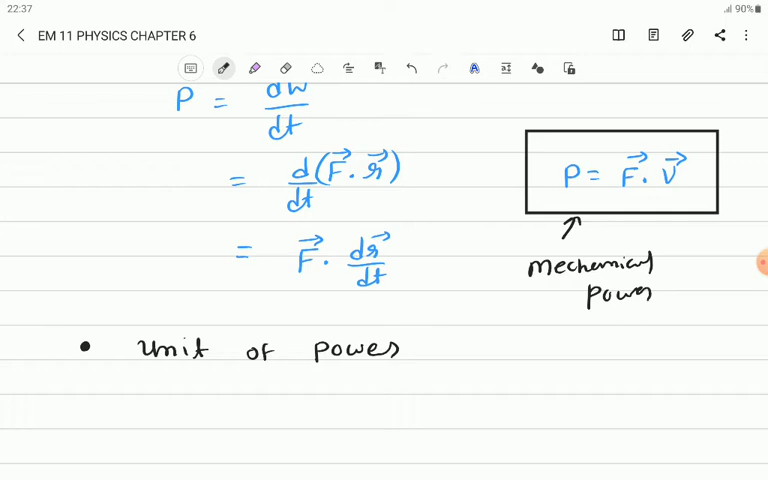 22:37 90%
EM 11 PHYSICS CHAPTER 6
P = dw/dt
= d/dt (F⃗ . r⃗)
= F⃗ . dr⃗/dt
P = F⃗ . V⃗
Mechanical
Power
• Unit of Power